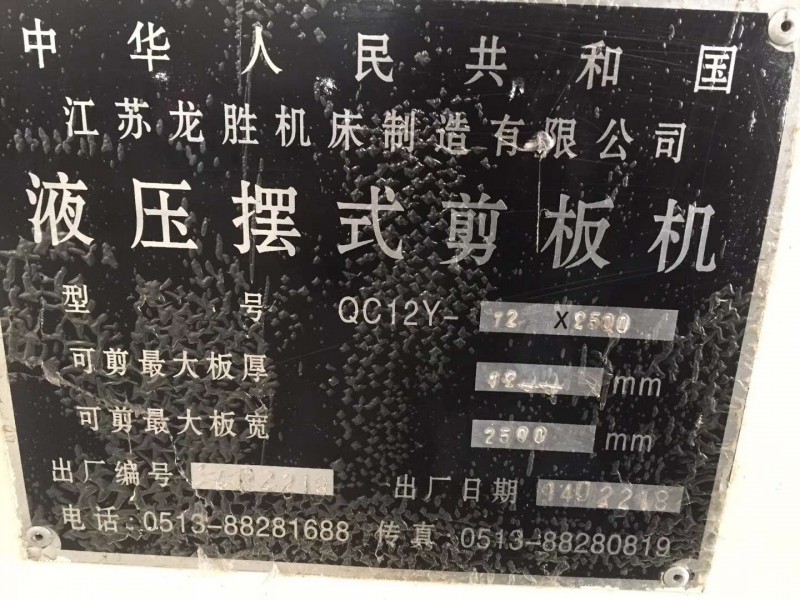 中华人民共和国
江苏龙胜机床制造有限公司
液压摆式剪板机
型 号 QC12Y- 12 X 2500
可剪最大板厚 12 mm
可剪最大板宽 2500 mm
出厂编号 出厂日期
电话:0513-88281688 传真 0513-88280819